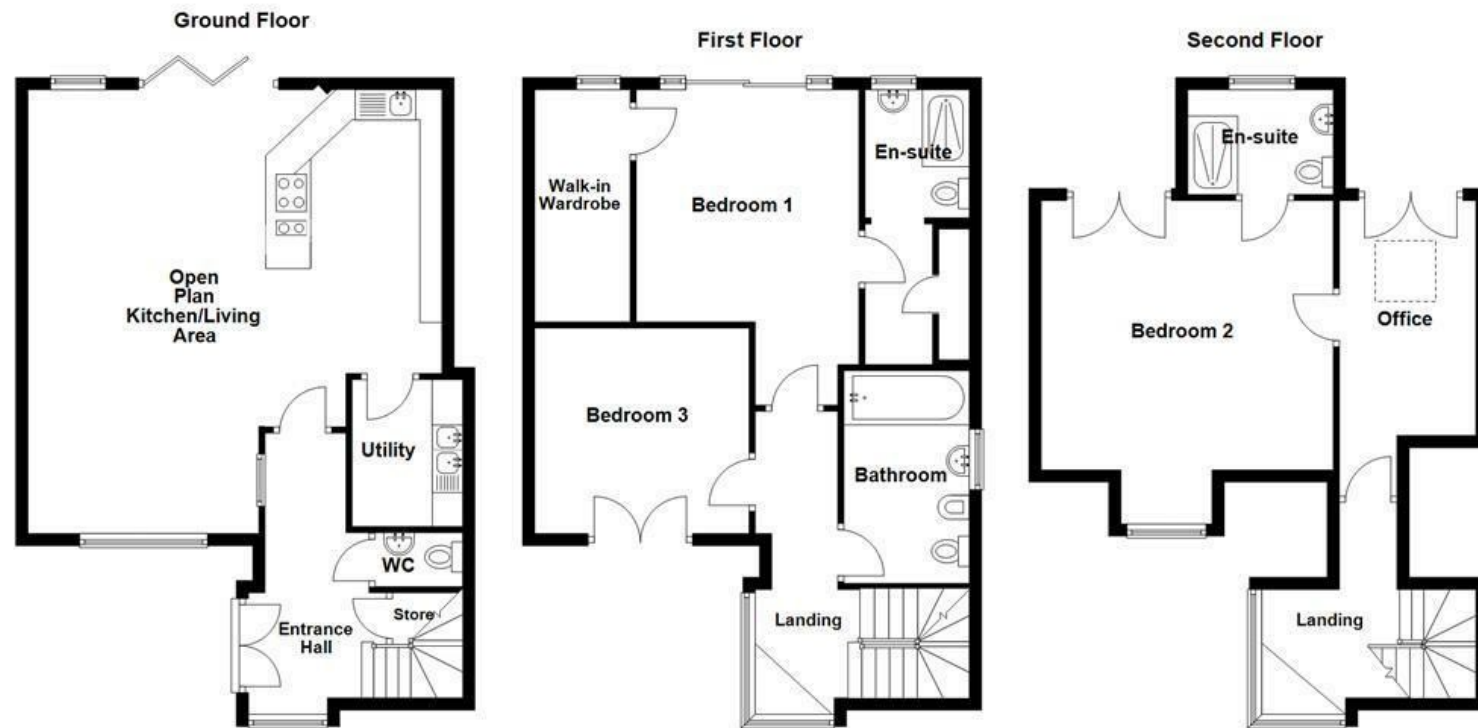 Ground Floor
Open
Plan
Kitchen/Living
Area
Utility
WC
Store
Entrance
Hall
First Floor
Walk-in
Wardrobe
Bedroom 1
En-suite
Bedroom 3
Bathroom
Landing
Second Floor
En-suite
Bedroom 2
Office
Landing